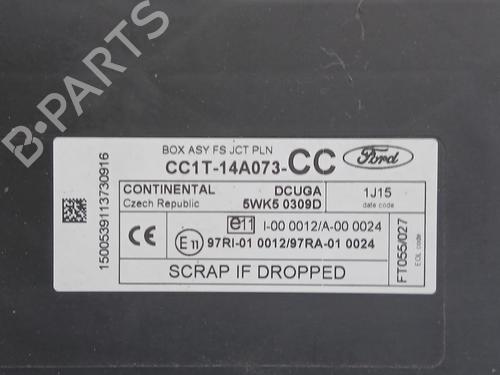 B-PARTS
BOX ASY FS JCT PLN
CC1T-14A073-CC
Ford
CONTINENTAL DCUGA
Czech Republic 5WK5 0309D
1J15
date code
e11 I-00 0012/A-00 0024
CE E11 97RI-01 0012/97RA-01 0024
SCRAP IF DROPPED
FT055/027
EOL code
1500539113730916